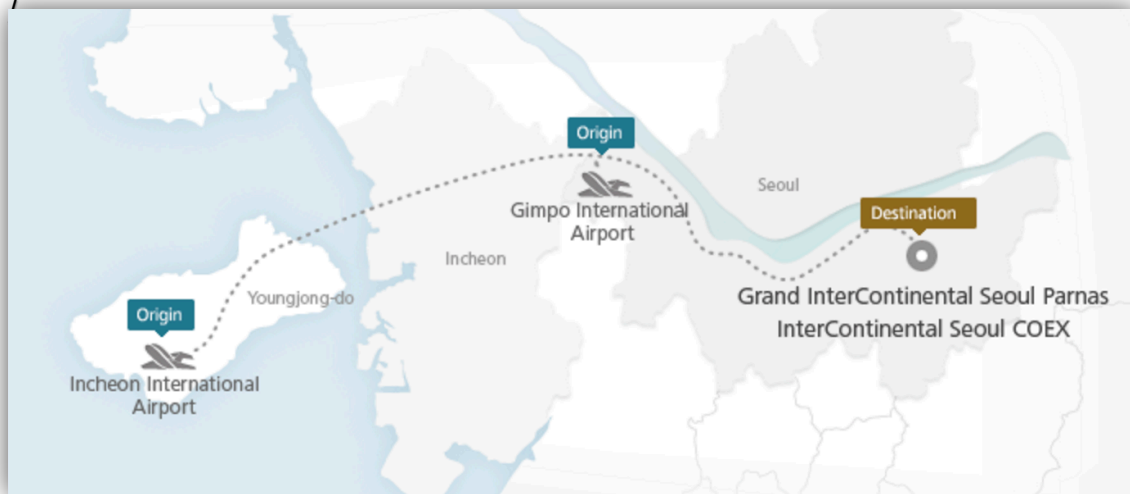 Origin
Gimpo International
Airport
Seoul
Destination
Incheon
Grand InterContinental Seoul Parnas
InterContinental Seoul COEX
Youngjong-do
Origin
Incheon International
Airport